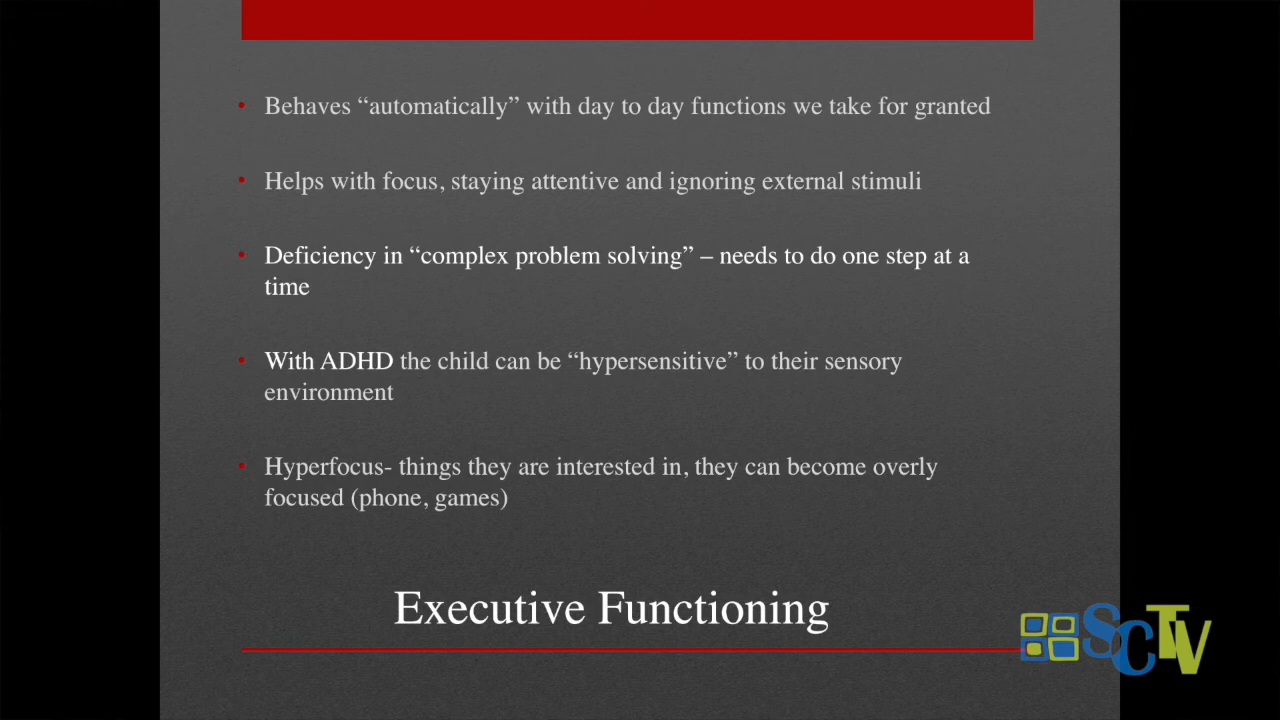 • Behaves “automatically” with day to day functions we take for granted
• Helps with focus, staying attentive and ignoring external stimuli
• Deficiency in “complex problem solving” – needs to do one step at a
time
• With ADHD the child can be “hypersensitive” to their sensory
environment
• Hyperfocus- things they are interested in, they can become overly
focused (phone, games)
Executive Functioning
SCTV